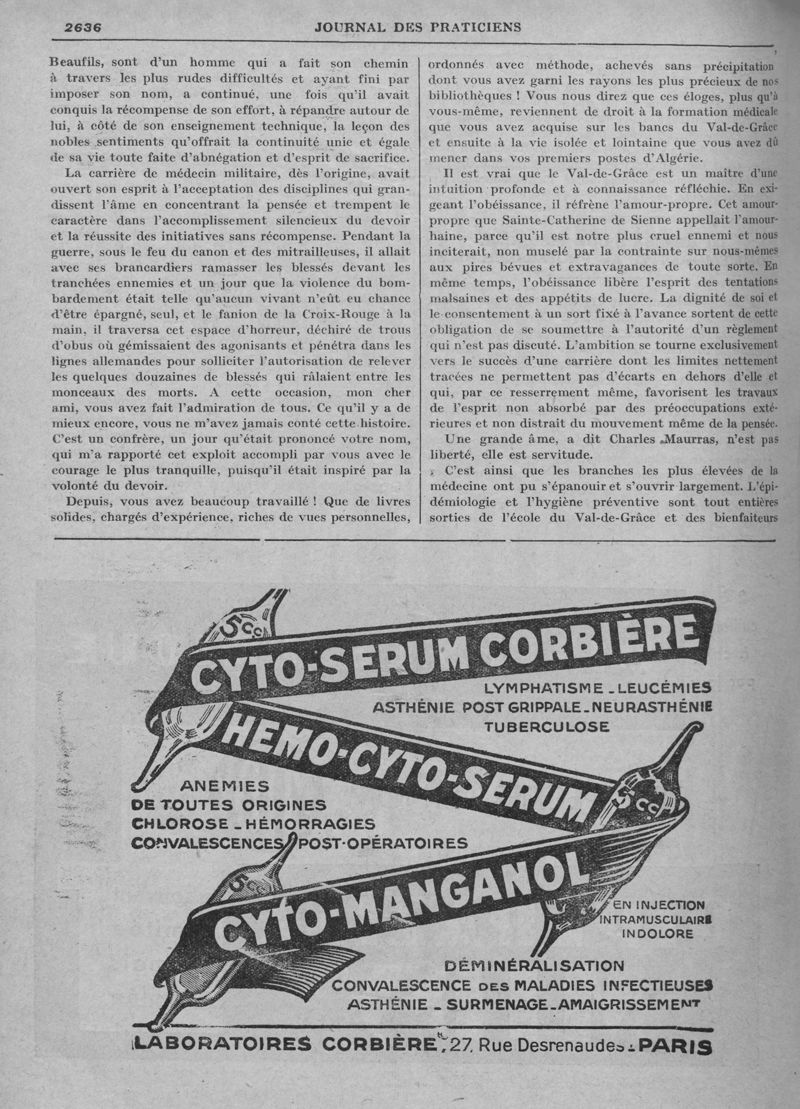 2636
JOURNAL DES PRATICIENS
Beaufils, sont d'un homme qui a fait son chemin
à travers les plus rudes difficultés et ayant fini par
imposer son nom, a continué, une fois qu'il avait
conquis la récompense de son effort, à répandre autour de
lui, à côté de son enseignement technique, la leçon des
nobles sentiments qu'offrait la continuité unie et égale
de sa vie toute faite d'abnégation et d'esprit de sacrifice.
La carrière de médecin militaire, dès l'origine, avait
ouvert son esprit à l'acceptation des disciplines qui gran-
dissent l'âme en concentrant la pensée et trempent le
caractère dans l'accomplissement silencieux du devoir
et la réussite des initiatives sans récompense. Pendant la
guerre, sous le feu du canon et des mitrailleuses, il allait
avec ses brancardiers ramasser les blessés devant les
tranchées ennemies et un jour que la violence du bom-
bardement était telle qu'aucun vivant n'eût eu chance
d'être épargné, seul, et le fanion de la Croix-Rouge à la
main, il traversa cet espace d'horreur, déchiré de trous
d'obus où gémissaient des agonisants et pénétra dans les
lignes allemandes pour solliciter l'autorisation de relever
les quelques douzaines de blessés qui râlaient entre les
monceaux des morts. A cette occasion, mon cher
ami, vous avez fait l'admiration de tous. Ce qu'il y a de
mieux encore, vous ne m'avez jamais conté cette histoire.
C'est un confrère, un jour qu'était prononcé votre nom,
qui m'a rapporté cet exploit accompli par vous avec le
courage le plus tranquille, puisqu'il était inspiré par la
volonté du devoir.
Depuis, vous avez beaucoup travaillé ! Que de livres
solides, chargés d'expérience, riches de vues personnelles,
ordonnés avec méthode, achevés sans précipitation
dont vous avez garni les rayons les plus précieux de nos
bibliothèques ! Vous nous direz que ces éloges, plus qu'à
vous-même, reviennent de droit à la formation médicale
que vous avez acquise sur les bancs du Val-de-Grâce
et ensuite à la vie isolée et lointaine que vous avez dû
mener dans vos premiers postes d'Algérie.
Il est vrai que le Val-de-Grâce est un maître d'une
intuition profonde et à connaissance réfléchie. En exi-
geant l'obéissance, il réfrène l'amour-propre. Cet amour-
propre que Sainte-Catherine de Sienne appellait l'amour-
haine, parce qu'il est notre plus cruel ennemi et nous
inciterait, non muselé par la contrainte sur nous-mêmes
aux pires bévues et extravagances de toute sorte. En
même temps, l'obéissance libère l'esprit des tentations
malsaines et des appétits de lucre. La dignité de soi et
le consentement à un sort fixé à l'avance sortent de cette
obligation de se soumettre à l'autorité d'un règlement
qui n'est pas discuté. L'ambition se tourne exclusivement
vers le succès d'une carrière dont les limites nettement
tracées ne permettent pas d'écarts en dehors d'elle et
qui, par ce resserrement même, favorisent les travaux
de l'esprit non absorbé par des préoccupations exté-
rieures et non distrait du mouvement même de la pensée.
Une grande âme, a dit Charles Maurras, n'est pas
liberté, elle est servitude.
C'est ainsi que les branches les plus élevées de la
médecine ont pu s'épanouir et s'ouvrir largement. L'épi-
démiologie et l'hygiène préventive sont tout entières
sorties de l'école du Val-de-Grâce et des bienfaiteurs
5cc
CYTO-SERUM CORBIÈRE
LYMPHATISME - LEUCÉMIES
ASTHÉNIE POST GRIPPALE - NEURASTHÉNIE
TUBERCULOSE
HEMO-CYTO-SERUM
5cc
ANEMIES
DE TOUTES ORIGINES
CHLOROSE - HÉMORRAGIES
CONVALESCENCES POST-OPÉRATOIRES
5cc
CYTO-MANGANOL
EN INJECTION
INTRAMUSCULAIRE
INDOLORE
DÉMINÉRALISATION
CONVALESCENCE DES MALADIES INFECTIEUSES
ASTHÉNIE - SURMENAGE - AMAIGRISSEMENT
LABORATOIRES CORBIÈRE, 27, Rue Desrenaudes - PARIS